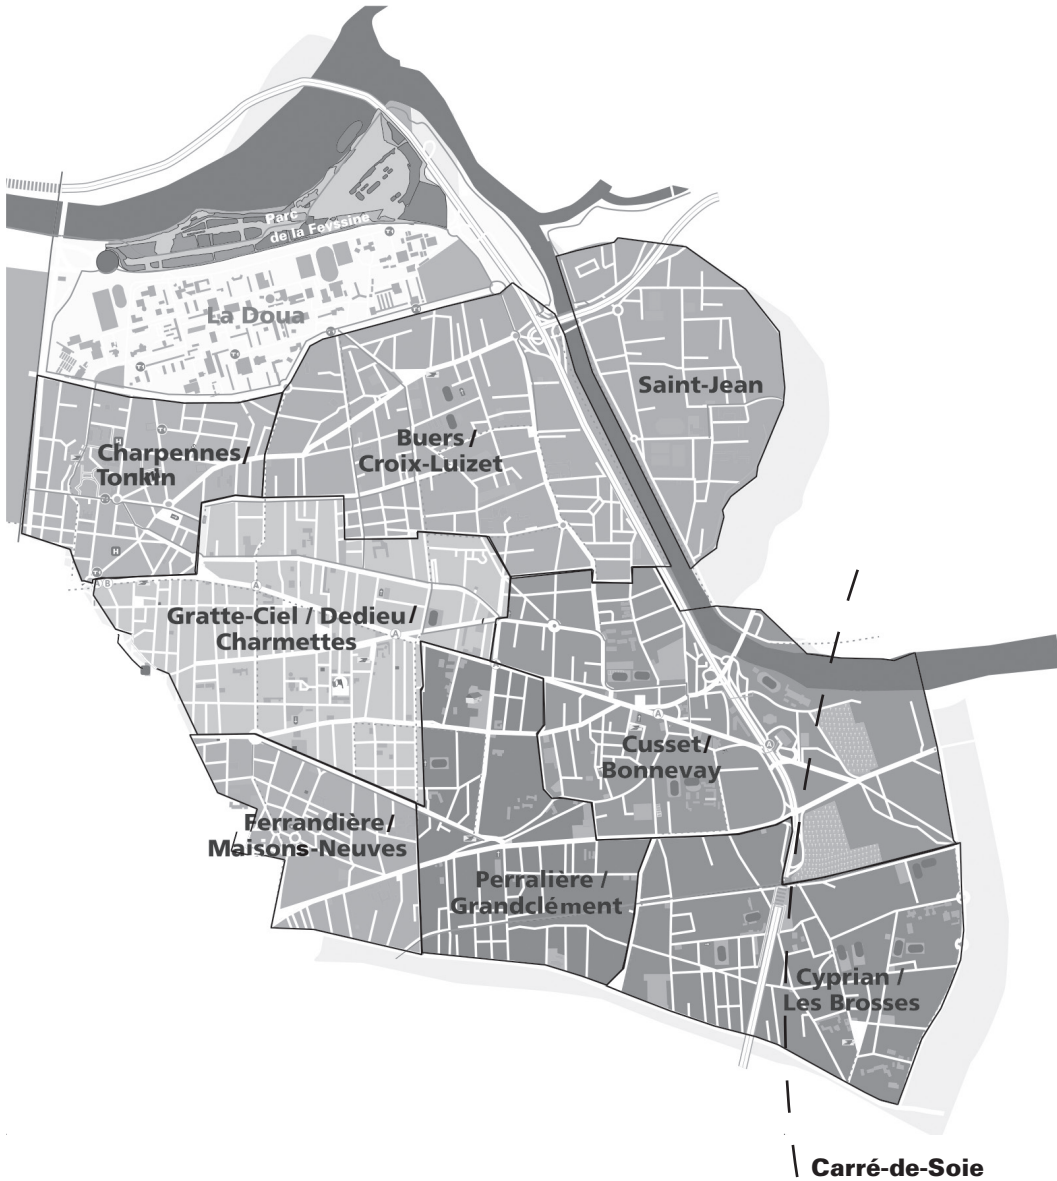 Parc
de la Feyssine
La Doua
Saint-Jean
Buers /
Croix-Luizet
Charpennes/
Tonkin
Gratte-Ciel / Dedieu/
Charmettes
Cusset/
Bonnevay
Ferrandière/
Maisons-Neuves
Perralière /
Grandclément
Cyprian /
Les Brosses
Carré-de-Soie
H
H
A B
A
A
A
A